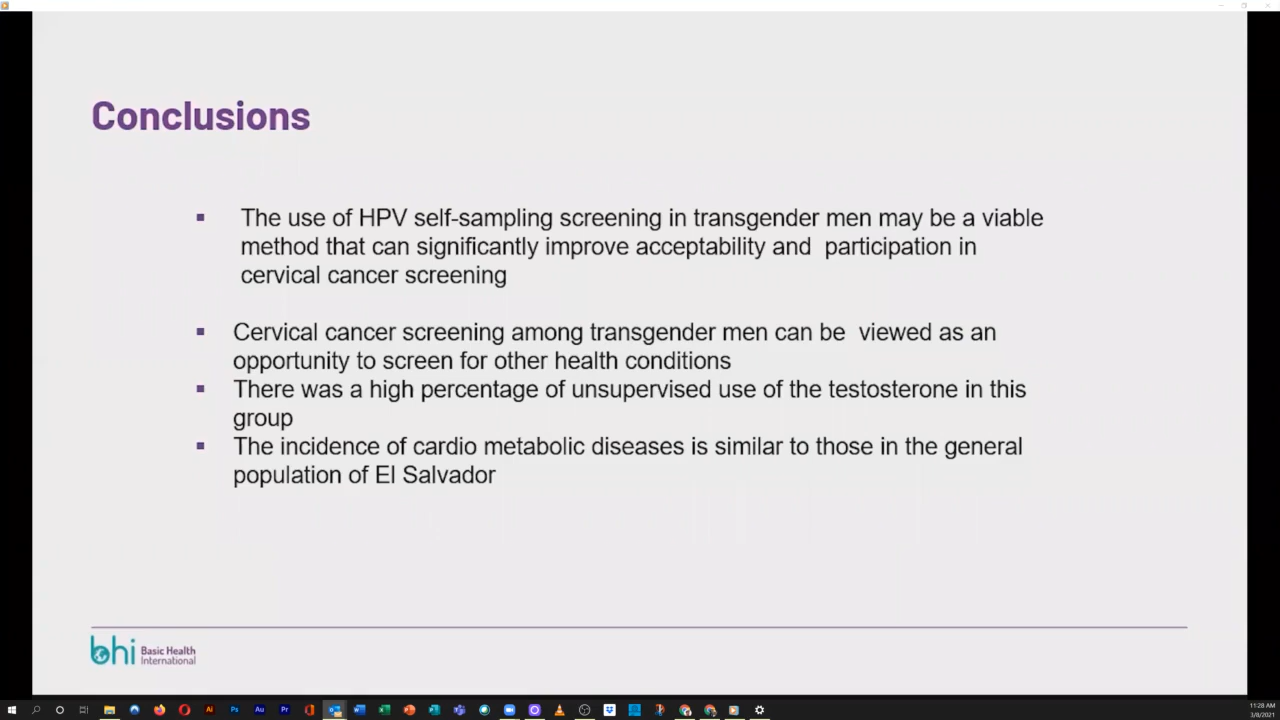 Conclusions
The use of HPV self-sampling screening in transgender men may be a viable
method that can significantly improve acceptability and participation in
cervical cancer screening
Cervical cancer screening among transgender men can be viewed as an
opportunity to screen for other health conditions
There was a high percentage of unsupervised use of the testosterone in this
group
The incidence of cardio metabolic diseases is similar to those in the general
population of El Salvador
bhi Basic Health
International
Ai Ps Au Pr
11:28 AM
3/8/2021